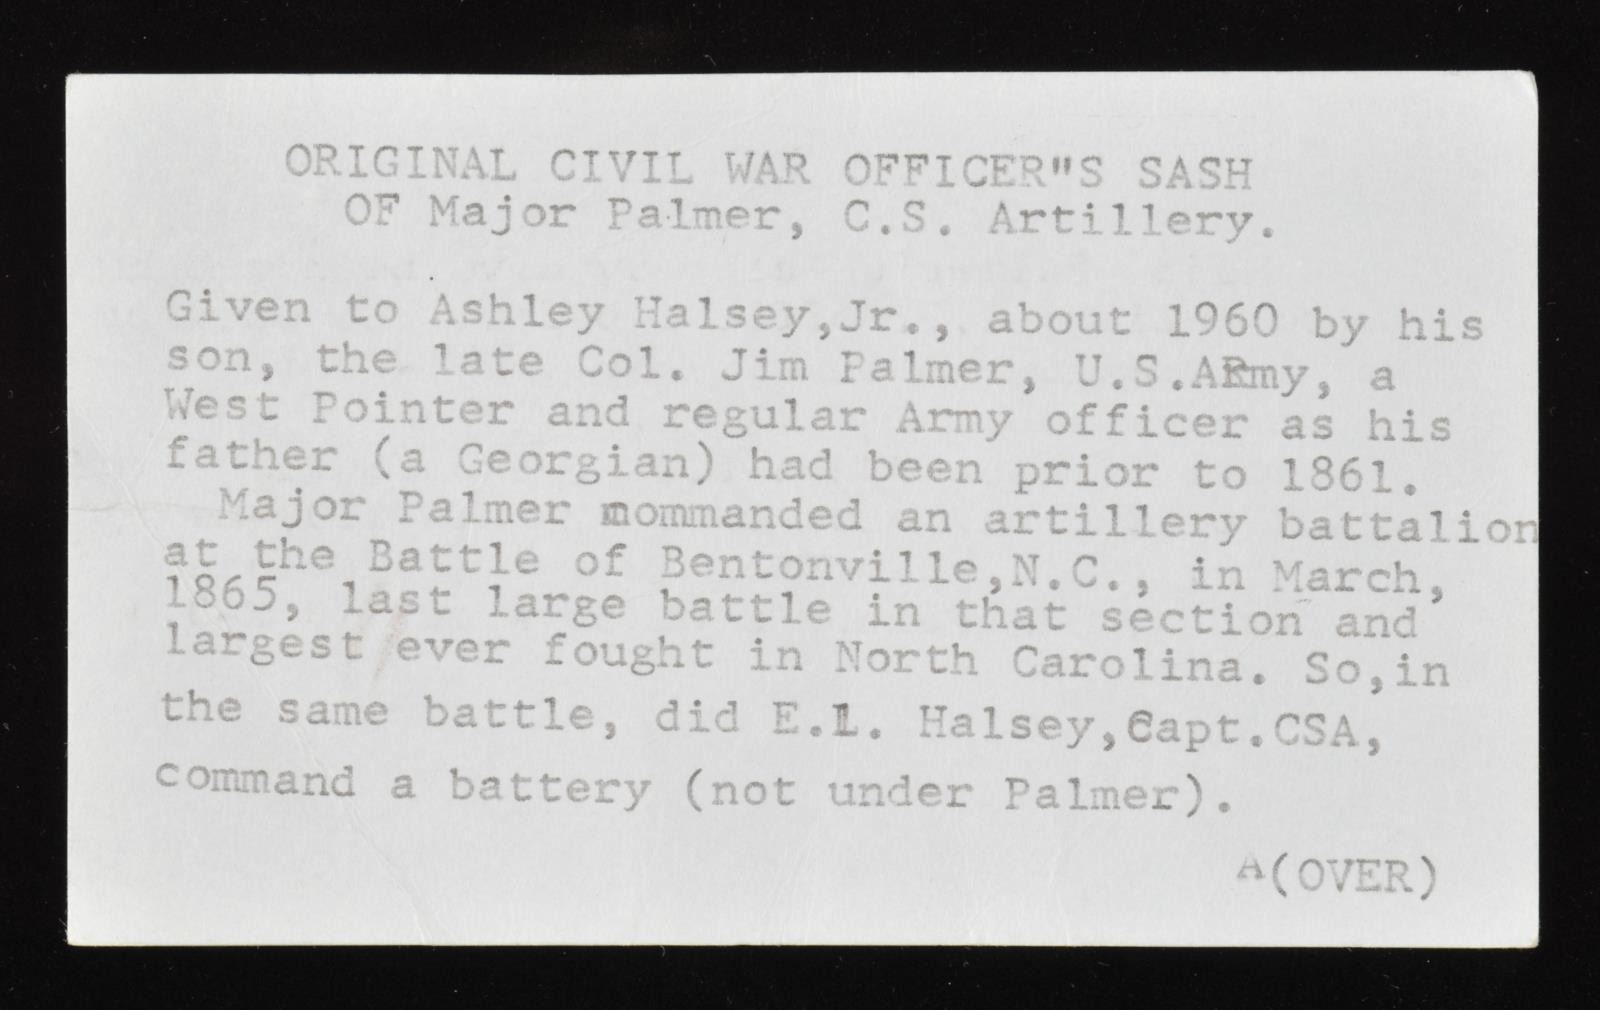 ORIGINAL CIVIL WAR OFFICER"S SASH
OF Major Palmer, C.S. Artillery.
Given to Ashley Halsey,Jr., about 1960 by his
son, the late Col. Jim Palmer, U.S.ARmy, a
West Pointer and regular Army officer as his
father (a Georgian) had been prior to 1861.
Major Palmer mommanded an artillery battalion
at the Battle of Bentonville,N.C., in March,
1865, last large battle in that section and
largest ever fought in North Carolina. So,in
the same battle, did E.L. Halsey,Capt.CSA,
command a battery (not under Palmer).
A(OVER)